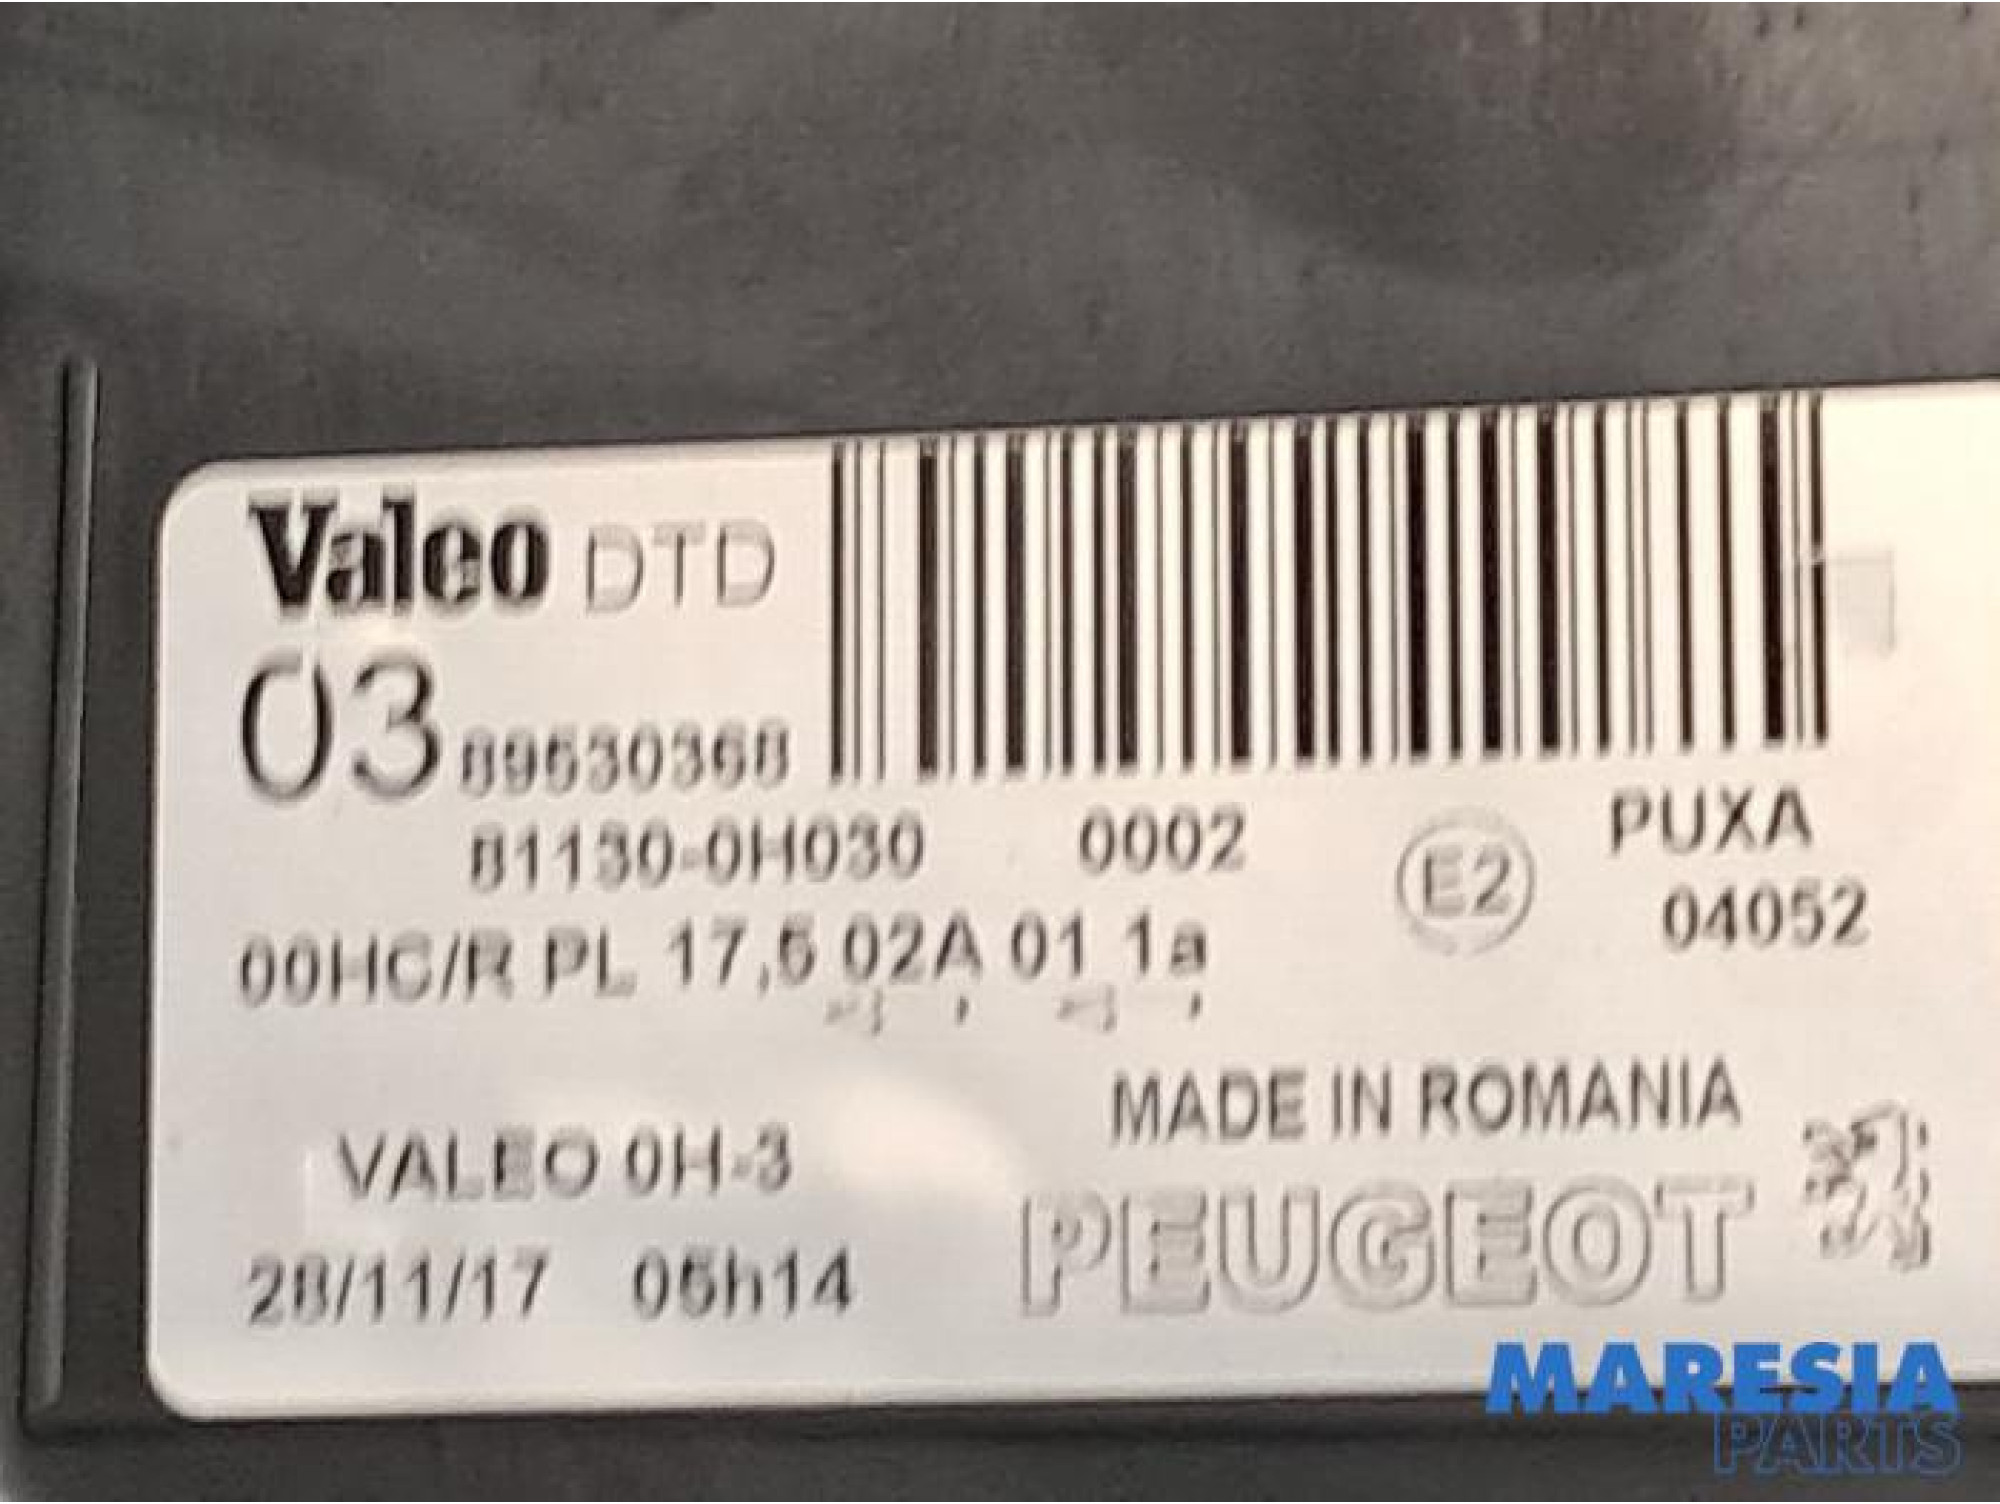 Valeo DTD
03 89630368
81130-0H030 0002
E2
PUXA
04052
00HC/R PL 17,5 02A 01 1a
MADE IN ROMANIA
VALEO 0H-3
PEUGEOT
28/11/17 05h14
MARESIA
PARTS